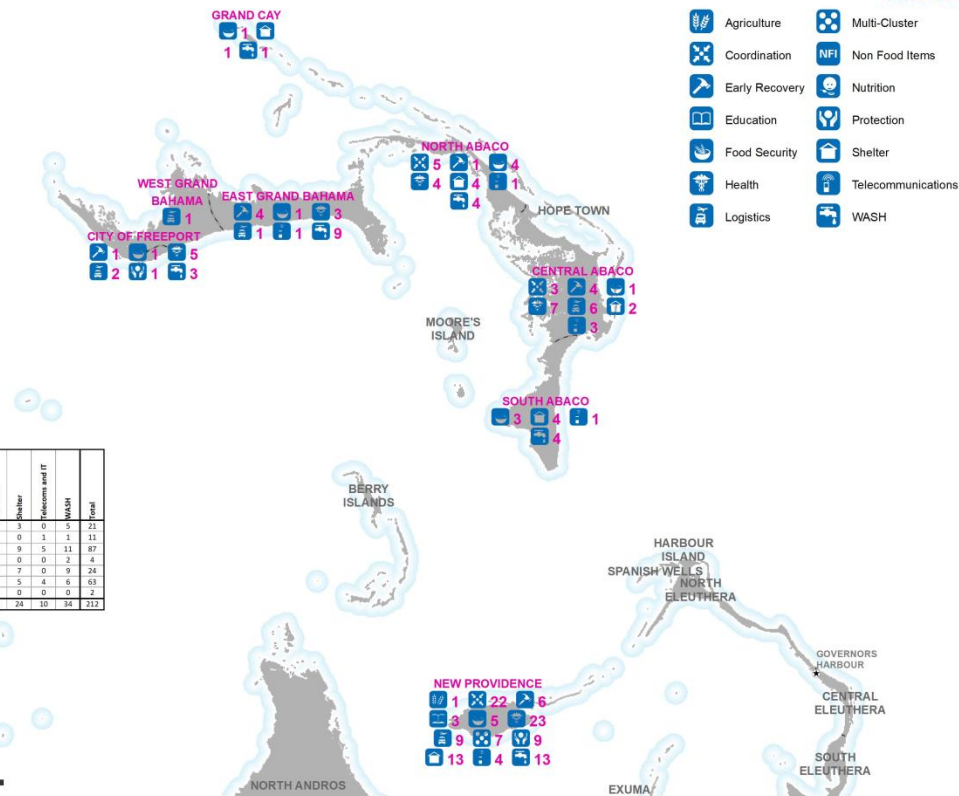 GRAND CAY
1
1 1
NORTH ABACO
5 1 4
4 4 1
4
WEST GRAND
BAHAMA
1
EAST GRAND BAHAMA
4 1 3
1 1 9
CITY OF FREEPORT
1 1 5
2 1 3
HOPE TOWN
CENTRAL ABACO
3 4 1
7 6 2
3
MOORE'S
ISLAND
SOUTH ABACO
3 4 1
4
BERRY
ISLANDS
HARBOUR
ISLAND
SPANISH WELLS
NORTH
ELEUTHERA
GOVERNORS
HARBOUR
CENTRAL
ELEUTHERA
SOUTH
ELEUTHERA
NEW PROVIDENCE
1 22 6
3 5 23
9 7 9
13 4 13
NORTH ANDROS
EXUMA
Agriculture
Coordination
Early Recovery
Education
Food Security
Health
Logistics
Multi-Cluster
NFI Non Food Items
Nutrition
Protection
Shelter
Telecommunications
WASH
Shelter Telecoms and IT WASH Total
3 0 5 21
0 1 1 11
9 5 11 87
0 0 2 4
7 0 9 24
5 4 6 63
0 0 0 2
24 10 34 212